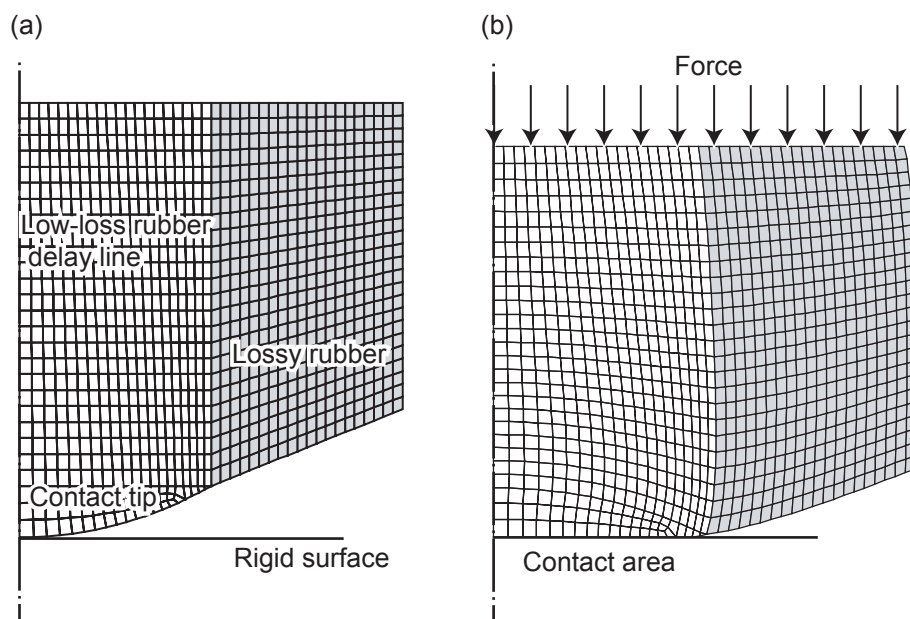 (a)
(b)
Force
Low-loss rubber
delay line
Lossy rubber
Contact tip
Rigid surface
Contact area